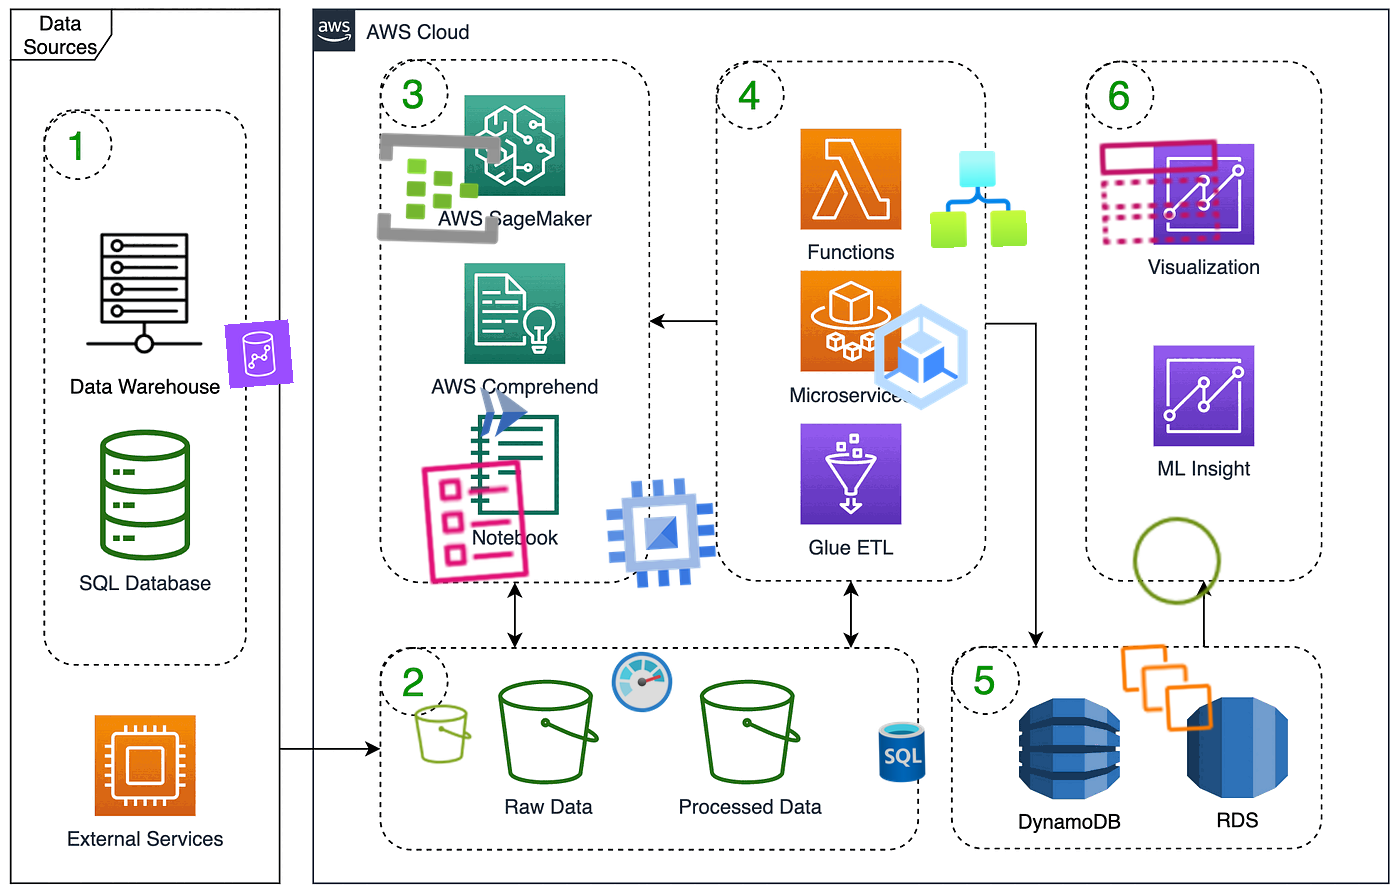 Data
Sources
aws
AWS Cloud
1
Data Warehouse
SQL Database
External Services
3
AWS SageMaker
AWS Comprehend
Notebook
4
Functions
Microservices
Glue ETL
6
Visualization
ML Insight
2
Raw Data
Processed Data
SQL
5
DynamoDB
RDS